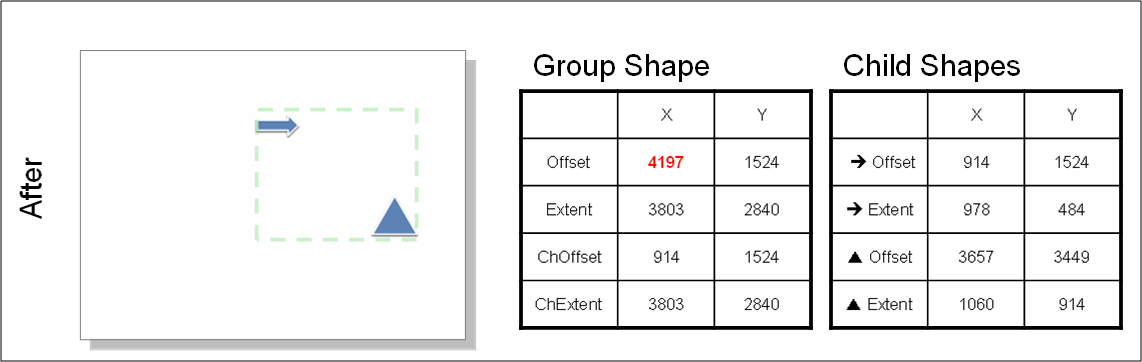 After
Group Shape
X Y
Offset 4197 1524
Extent 3803 2840
ChOffset 914 1524
ChExtent 3803 2840
Child Shapes
X Y
➔ Offset 914 1524
➔ Extent 978 484
▲ Offset 3657 3449
▲ Extent 1060 914